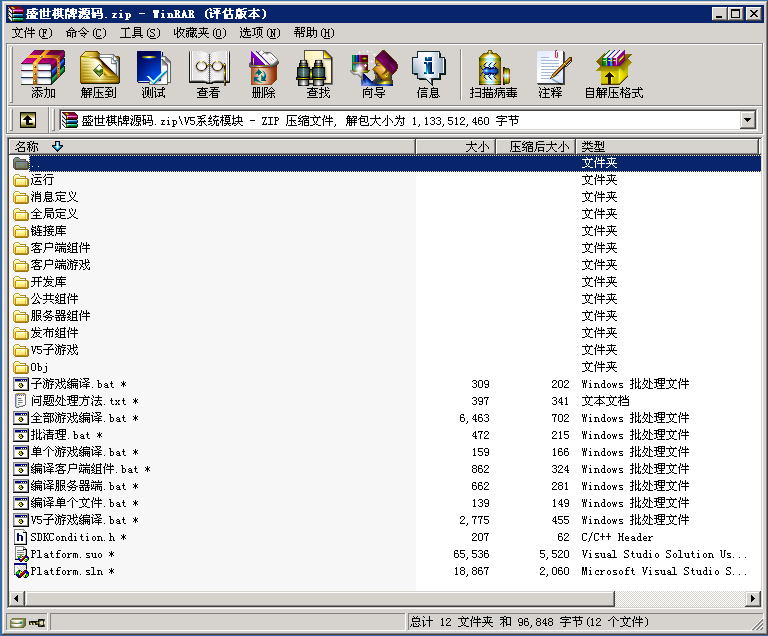 盛世棋牌源码.zip - WinRAR (评估版本)
文件(F) 命令(C) 工具(S) 收藏夹(O) 选项(N) 帮助(H)
添加 解压到 测试 查看 删除 查找 向导 信息 扫描病毒 注释 自解压格式
盛世棋牌源码.zip\V5系统模块 - ZIP 压缩文件, 解包大小为 1,133,512,460 字节
名称 大小 压缩后大小 类型
.. 文件夹
运行 文件夹
消息定义 文件夹
全局定义 文件夹
链接库 文件夹
客户端组件 文件夹
客户端游戏 文件夹
开发库 文件夹
公共组件 文件夹
服务器组件 文件夹
发布组件 文件夹
V5子游戏 文件夹
Obj 文件夹
子游戏编译.bat * 309 202 Windows 批处理文件
问题处理方法.txt * 397 341 文本文档
全部游戏编译.bat * 6,463 702 Windows 批处理文件
批清理.bat * 472 215 Windows 批处理文件
单个游戏编译.bat * 159 166 Windows 批处理文件
编译客户端组件.bat * 862 324 Windows 批处理文件
编译服务器端.bat * 662 281 Windows 批处理文件
编译单个文件.bat * 139 149 Windows 批处理文件
V5子游戏编译.bat * 2,775 455 Windows 批处理文件
SDKCondition.h * 207 62 C/C++ Header
Platform.suo * 65,536 5,520 Visual Studio Solution Us...
Platform.sln * 18,867 2,060 Microsoft Visual Studio S...
总计 12 文件夹 和 96,848 字节(12 个文件)